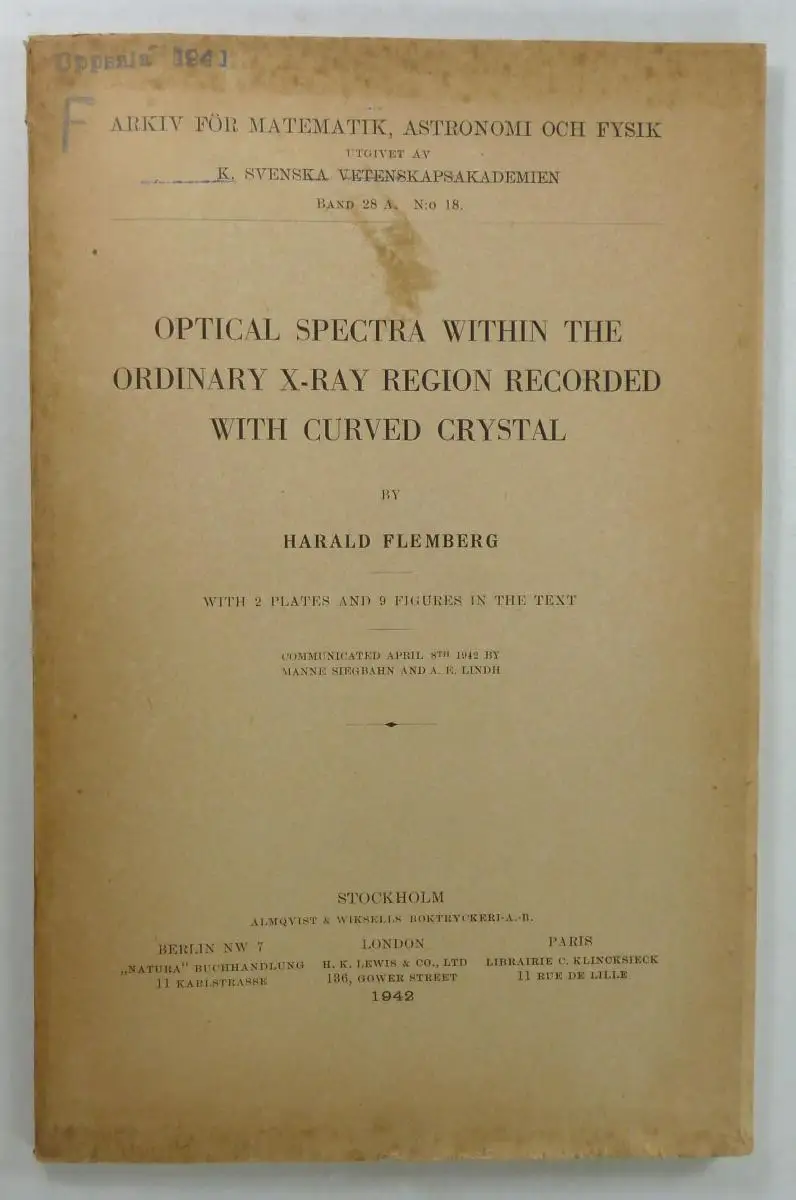 Uppsala 1941
F
ARKIV FÖR MATEMATIK, ASTRONOMI OCH FYSIK
UTGIVET AV
K. SVENSKA VETENSKAPSAKADEMIEN
BAND 28 A. N:o 18.
OPTICAL SPECTRA WITHIN THE
ORDINARY X-RAY REGION RECORDED
WITH CURVED CRYSTAL
BY
HARALD FLEMBERG
WITH 2 PLATES AND 9 FIGURES IN THE TEXT
COMMUNICATED APRIL 8TH 1942 BY
MANNE SIEGBAHN AND A. E. LINDH
STOCKHOLM
ALMQVIST & WIKSELLS BOKTRYCKERI-A.-B.
BERLIN NW 7
„NATURA" BUCHHANDLUNG
11 KARLSTRASSE
LONDON
H. K. LEWIS & CO., LTD
136, GOWER STREET
PARIS
LIBRAIRIE C. KLINCKSIECK
11 RUE DE LILLE
1942